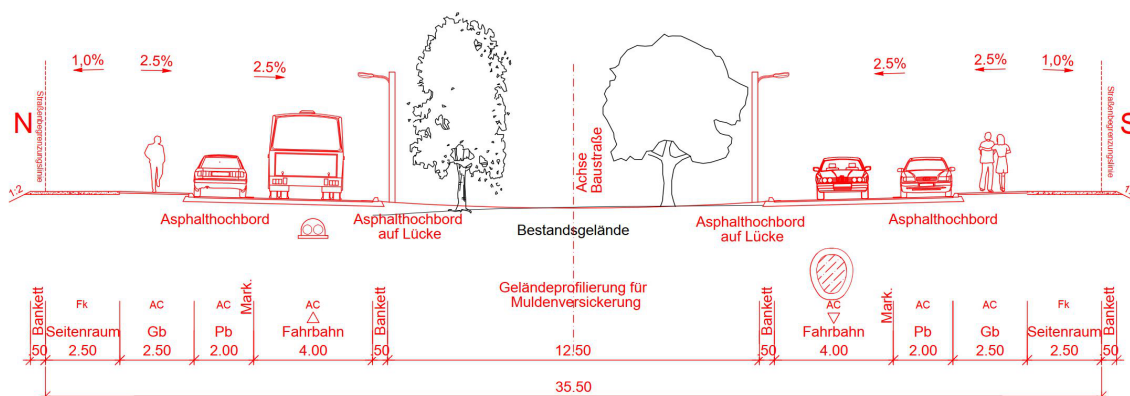 1,0%
2.5%
2.5%
2.5%
2.5%
1,0%
N
Straßenbegrenzungslinie
Achse
Baustraße
Straßenbegrenzungslinie
1:2
Asphalthochbord
Asphalthochbord
auf Lücke
Bestandsgelände
Asphalthochbord
auf Lücke
Asphalthochbord
Geländeprofilierung für
Muldenversickerung
Bankett
Fk
AC
AC
Mark.
AC
Bankett
Bankett
AC
Mark.
AC
AC
Fk
Bankett
Seitenraum
Gb
Pb
Fahrbahn
Fahrbahn
Pb
Gb
Seitenraum
.50
2.50
2.50
2.00
4.00
.50
12.50
.50
4.00
2.00
2.50
2.50
.50
35.50